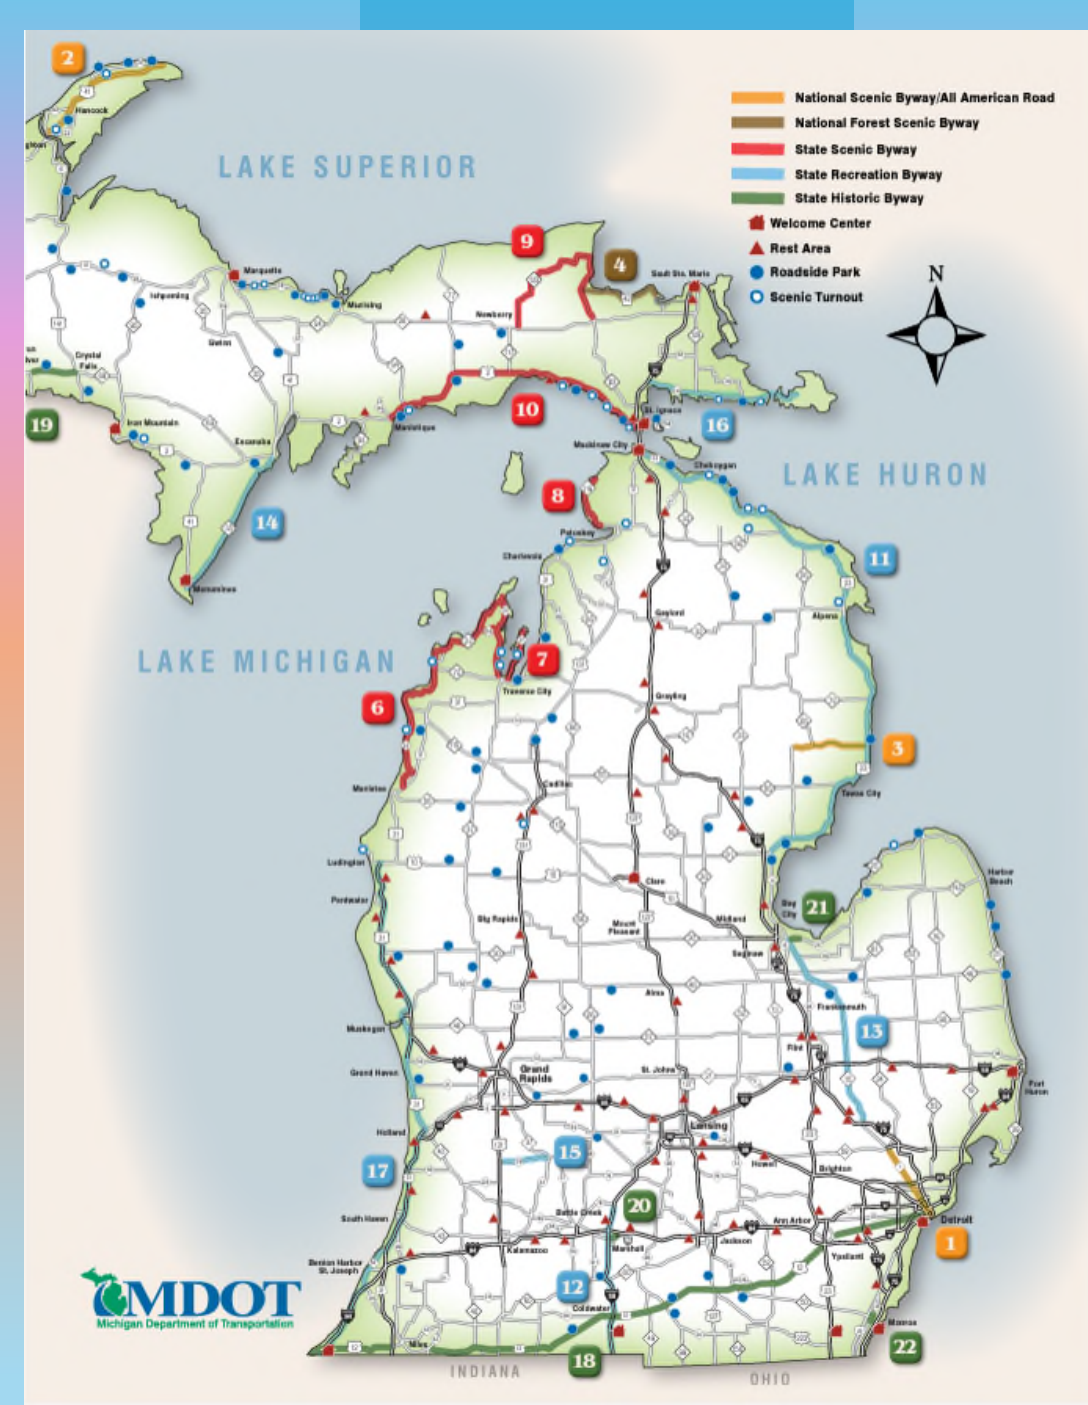 2
Hancock
LAKE SUPERIOR
National Scenic Byway/All American Road
National Forest Scenic Byway
State Scenic Byway
State Recreation Byway
State Historic Byway
Welcome Center
Rest Area
Roadside Park
Scenic Turnout
N
9
4
Sault Ste. Marie
Marquette
Ishpeming
Munising
Newberry
Gwinn
Crystal
Falls
19
Iron Mountain
Escanaba
Manistique
10
St. Ignace
16
Mackinaw City
Cheboygan
LAKE HURON
8
14
Petoskey
Charlevoix
11
Menominee
Gaylord
Alpena
LAKE MICHIGAN
7
Traverse City
6
Grayling
3
Manistee
Cadillac
Tawas City
Ludington
Clare
Harbor
Beach
Pentwater
Bay
City
21
Big Rapids
Mount
Pleasant
Midland
Saginaw
Alma
Frankenmuth
Muskegon
13
Flint
Grand Haven
Grand
Rapids
St. Johns
Port
Huron
Holland
Lansing
15
17
Howell
Brighton
20
South Haven
Battle Creek
Ann Arbor
Detroit
1
Kalamazoo
Marshall
Jackson
Ypsilanti
Benton Harbor
St. Joseph
12
Coldwater
MDOT
Michigan Department of Transportation
Niles
18
Monroe
22
INDIANA
OHIO